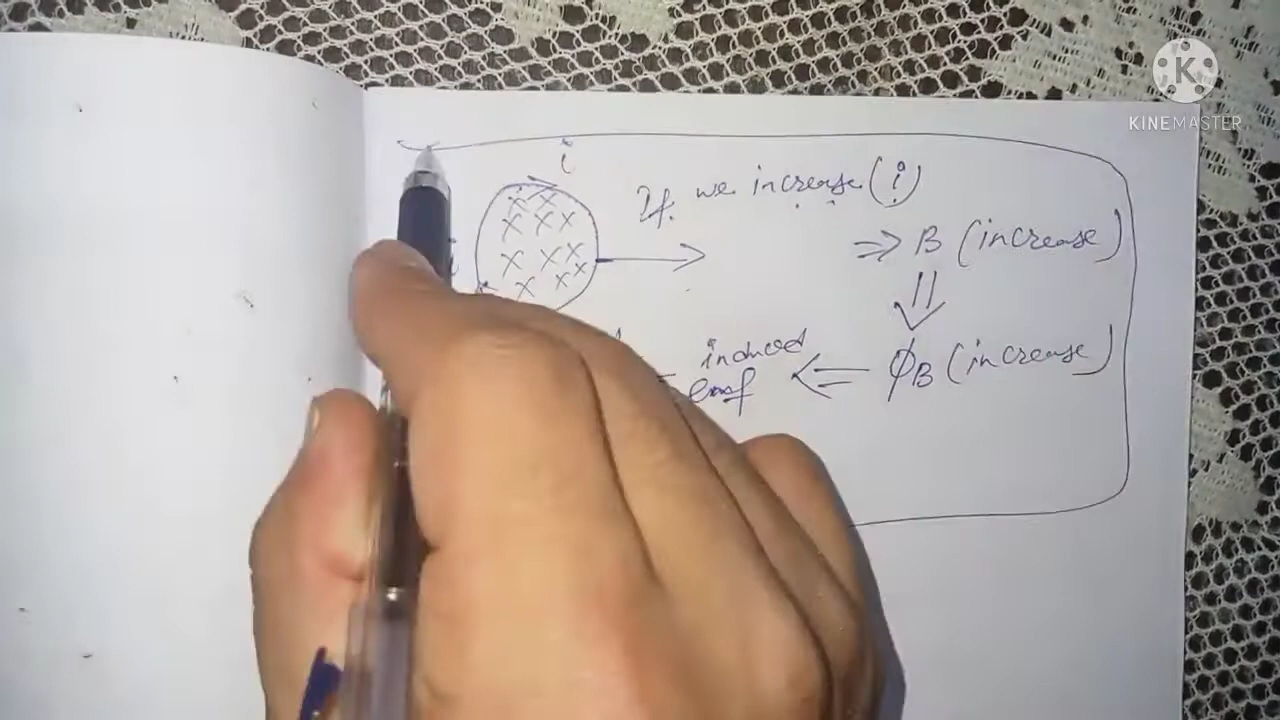 i
If we increase (i)
⇒ B (increase)
⇓
i
induced
emf ⇐ ϕB (increase)
K
KINEMASTER